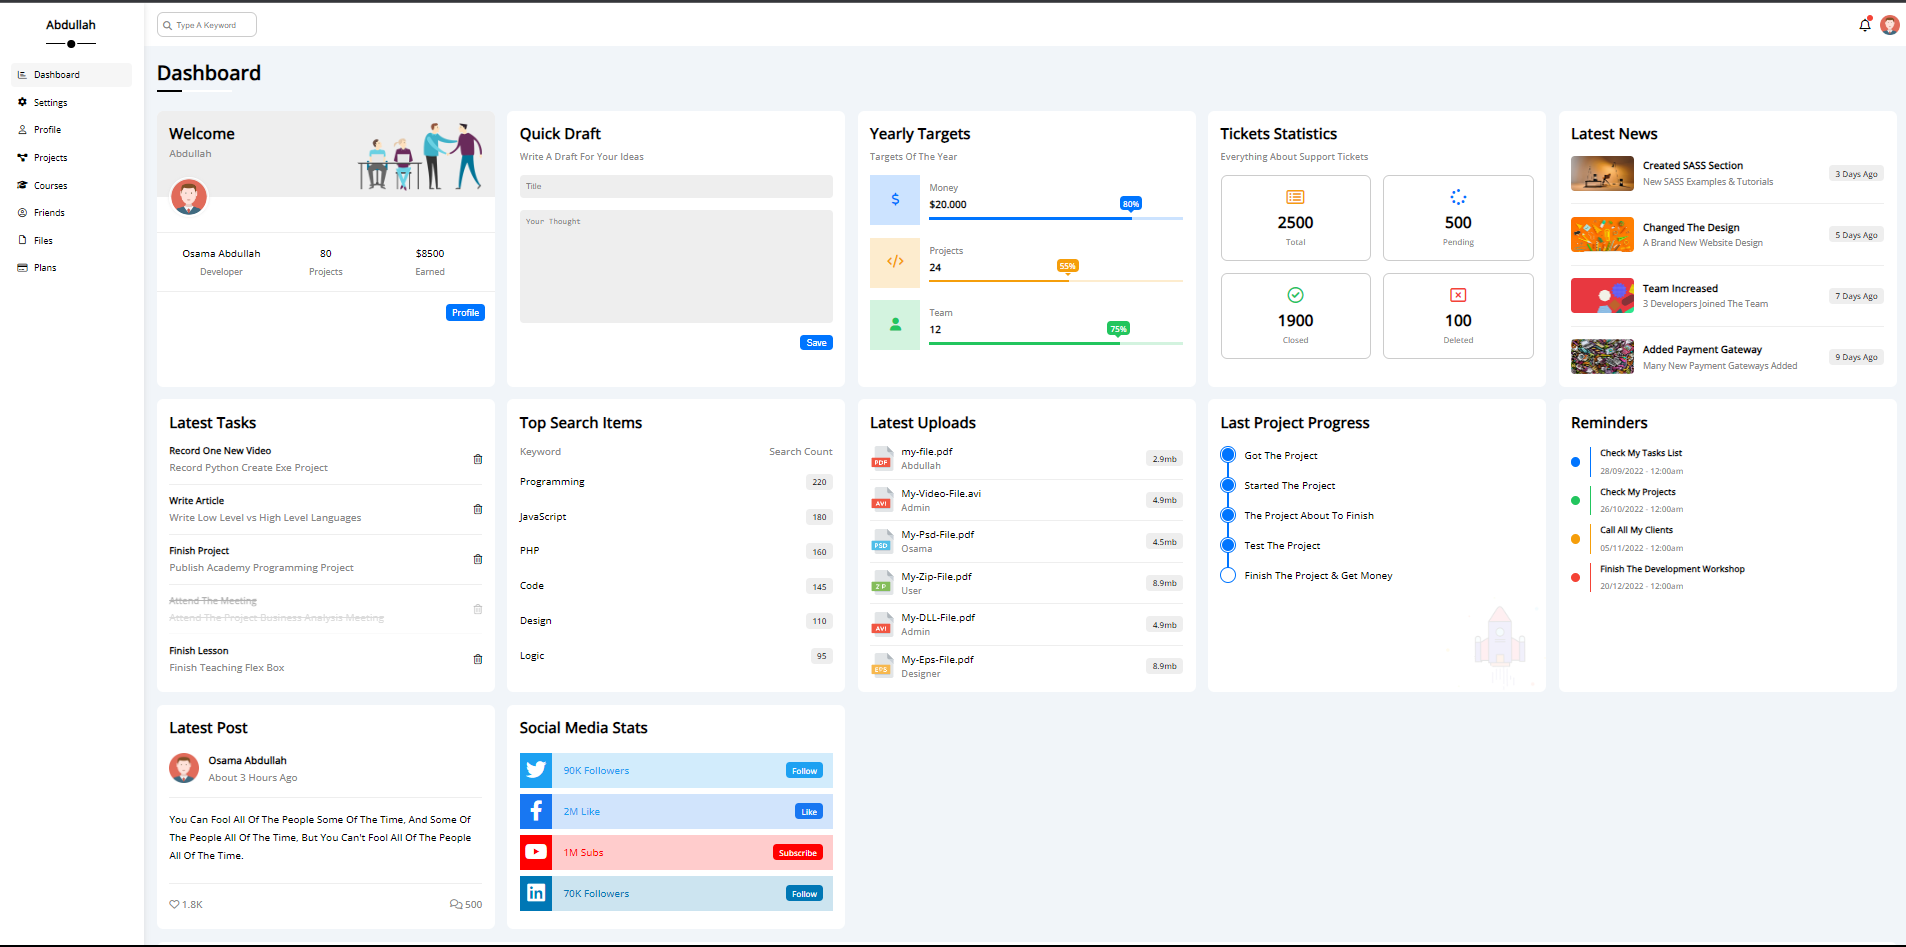 Abdullah
Type A Keyword
Dashboard
Settings
Profile
Projects
Courses
Friends
Files
Plans
Dashboard
Welcome
Abdullah
Osama Abdullah
Developer
80
Projects
$8500
Earned
Profile
Quick Draft
Write A Draft For Your Ideas
Title
Your Thought
Save
Yearly Targets
Targets Of The Year
$
Money
$20.000
80%
</>
Projects
24
55%
Team
12
75%
Tickets Statistics
Everything About Support Tickets
2500
Total
500
Pending
1900
Closed
100
Deleted
Latest News
Created SASS Section
New SASS Examples & Tutorials
3 Days Ago
Changed The Design
A Brand New Website Design
5 Days Ago
Team Increased
3 Developers Joined The Team
7 Days Ago
Added Payment Gateway
Many New Payment Gateways Added
9 Days Ago
Latest Tasks
Record One New Video
Record Python Create Exe Project
Write Article
Write Low Level vs High Level Languages
Finish Project
Publish Academy Programming Project
Attend The Meeting
Attend The Project Business Analysis Meeting
Finish Lesson
Finish Teaching Flex Box
Top Search Items
Keyword Search Count
Programming 220
JavaScript 180
PHP 160
Code 145
Design 110
Logic 95
Latest Uploads
PDF
my-file.pdf
Abdullah
2.9mb
AVI
My-Video-File.avi
Admin
4.9mb
PSD
My-Psd-File.pdf
Osama
4.5mb
ZIP
My-Zip-File.pdf
User
8.9mb
AVI
My-DLL-File.pdf
Admin
4.9mb
EPS
My-Eps-File.pdf
Designer
8.9mb
Last Project Progress
Got The Project
Started The Project
The Project About To Finish
Test The Project
Finish The Project & Get Money
Reminders
Check My Tasks List
28/09/2022 - 12:00am
Check My Projects
26/10/2022 - 12:00am
Call All My Clients
05/11/2022 - 12:00am
Finish The Development Workshop
20/12/2022 - 12:00am
Latest Post
Osama Abdullah
About 3 Hours Ago
You Can Fool All Of The People Some Of The Time, And Some Of
The People All Of The Time, But You Can't Fool All Of The People
All Of The Time.
1.8K 500
Social Media Stats
90K Followers Follow
f
2M Like Like
1M Subs Subscribe
in
70K Followers Follow